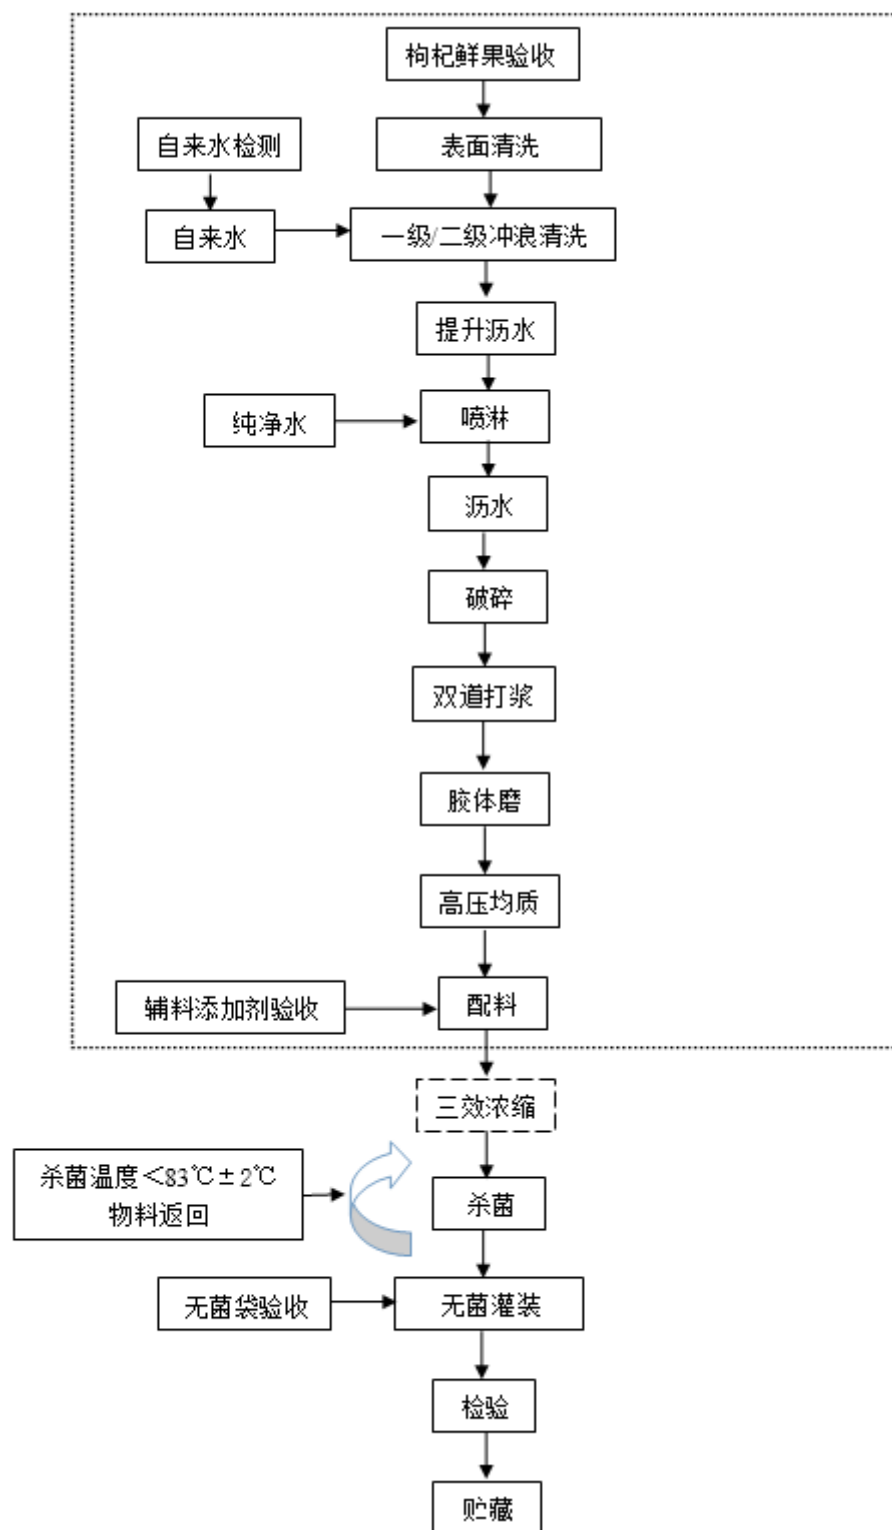 枸杞鲜果验收
自来水检测
表面清洗
自来水
一级/二级冲浪清洗
提升沥水
纯净水
喷淋
沥水
破碎
双道打浆
胶体磨
高压均质
辅料添加剂验收
配料
三效浓缩
杀菌温度＜83℃±2℃
物料返回
杀菌
无菌袋验收
无菌灌装
检验
贮藏